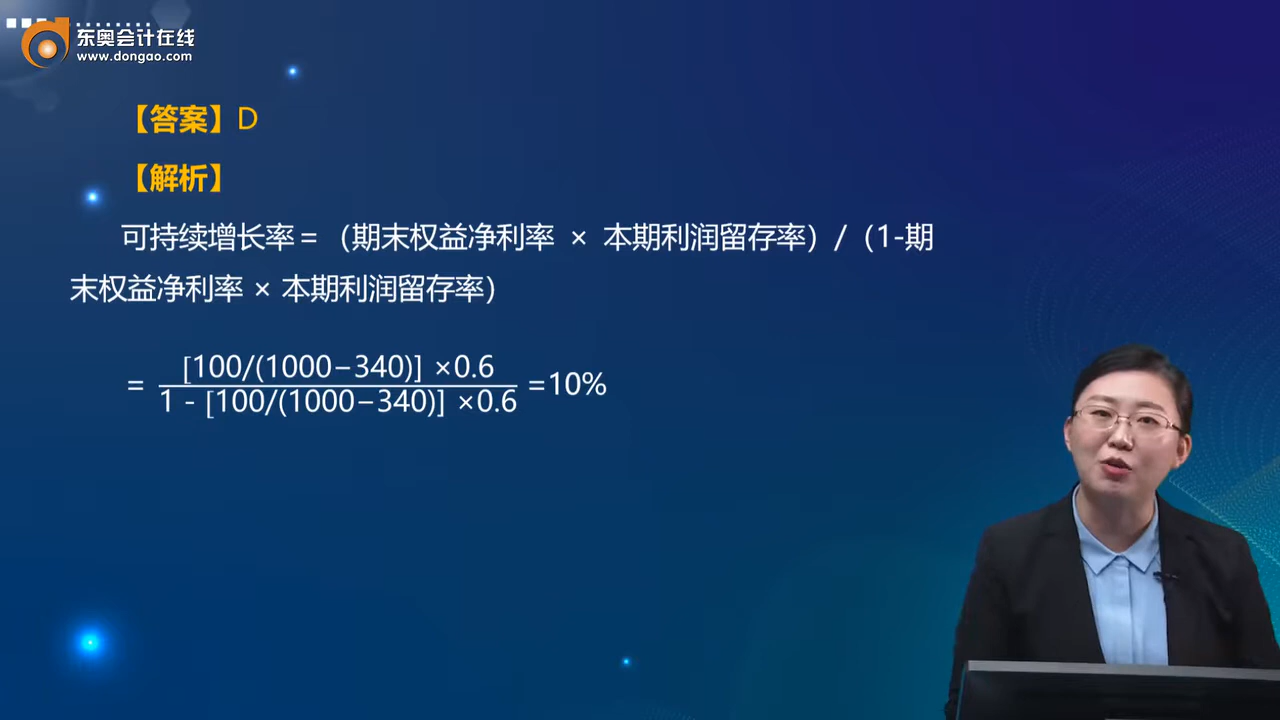 东奥会计在线
www.dongao.com
【答案】D
【解析】
可持续增长率=（期末权益净利率 × 本期利润留存率）/（1-期
末权益净利率 × 本期利润留存率）
= [100/(1000−340)] ×0.6 =10%
1 - [100/(1000−340)] ×0.6